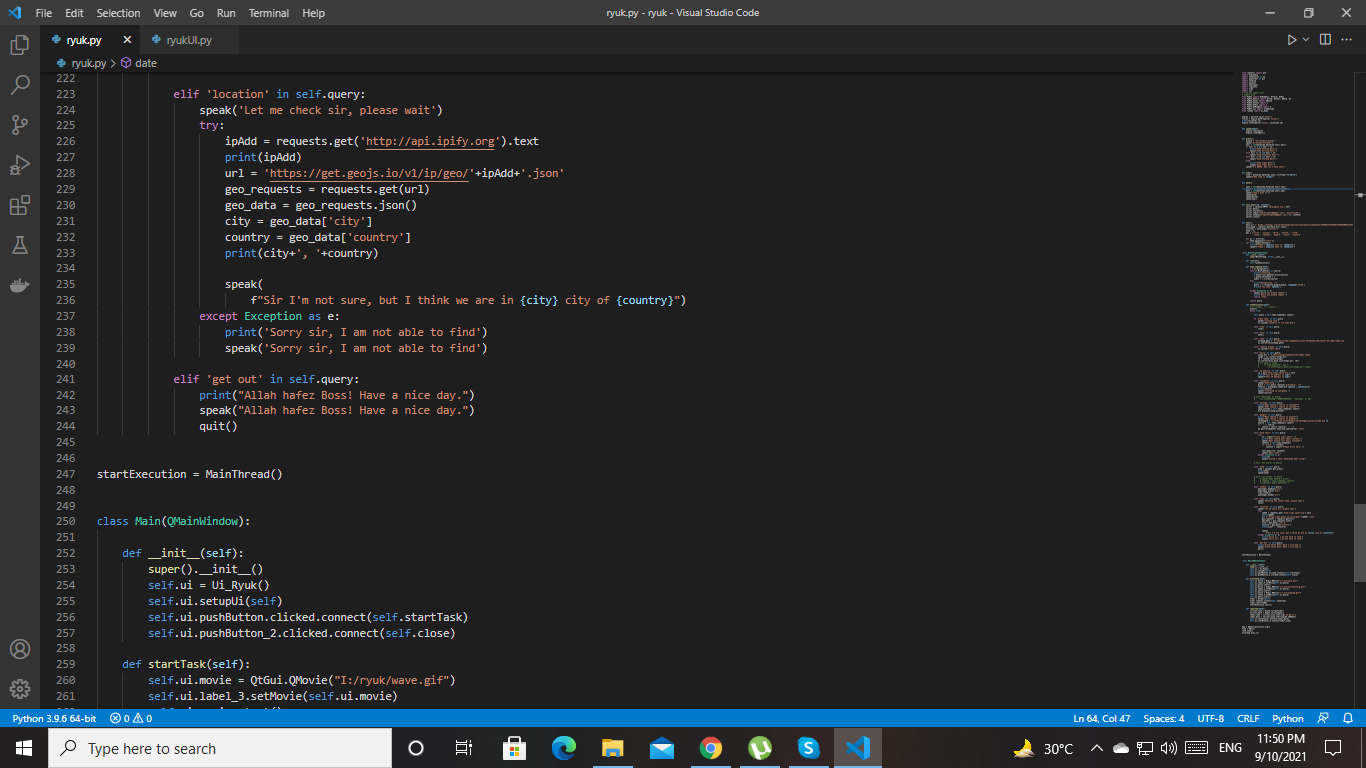 File Edit Selection View Go Run Terminal Help ryuk.py - ryuk - Visual Studio Code
ryuk.py ryukUI.py
ryuk.py > date
222
223 elif 'location' in self.query:
224 speak('Let me check sir, please wait')
225 try:
226 ipAdd = requests.get('http://api.ipify.org').text
227 print(ipAdd)
228 url = 'https://get.geojs.io/v1/ip/geo/'+ipAdd+'.json'
229 geo_requests = requests.get(url)
230 geo_data = geo_requests.json()
231 city = geo_data['city']
232 country = geo_data['country']
233 print(city+', '+country)
234
235 speak(
236 f"Sir I'm not sure, but I think we are in {city} city of {country}")
237 except Exception as e:
238 print('Sorry sir, I am not able to find')
239 speak('Sorry sir, I am not able to find')
240
241 elif 'get out' in self.query:
242 print("Allah hafez Boss! Have a nice day.")
243 speak("Allah hafez Boss! Have a nice day.")
244 quit()
245
246
247 startExecution = MainThread()
248
249
250 class Main(QMainWindow):
251
252 def __init__(self):
253 super().__init__()
254 self.ui = Ui_Ryuk()
255 self.ui.setupUi(self)
256 self.ui.pushButton.clicked.connect(self.startTask)
257 self.ui.pushButton_2.clicked.connect(self.close)
258
259 def startTask(self):
260 self.ui.movie = QtGui.QMovie("I:/ryuk/wave.gif")
261 self.ui.label_3.setMovie(self.ui.movie)
Python 3.9.6 64-bit 0 0 Ln 64, Col 47 Spaces: 4 UTF-8 CRLF Python
Type here to search 30°C ENG 11:50 PM
9/10/2021